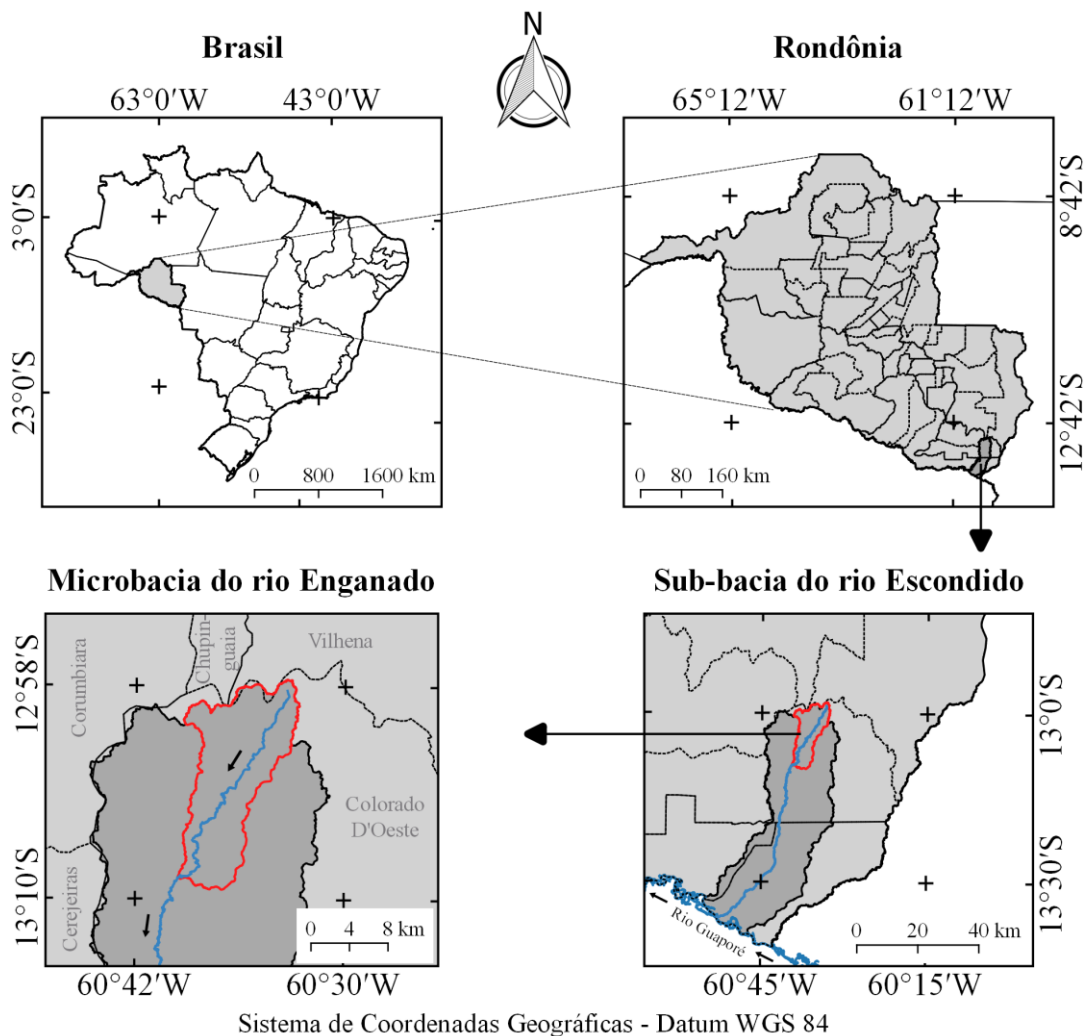 N
Brasil
Rondônia
63°0'W 43°0'W
65°12'W 61°12'W
3°0'S
23°0'S
8°42'S
12°42'S
0 800 1600 km
0 80 160 km
Microbacia do rio Enganado
Sub-bacia do rio Escondido
12°58'S
13°10'S
Corumbiara
Chupin-
guaia
Vilhena
Colorado
D'Oeste
Cerejeiras
0 4 8 km
60°42'W 60°30'W
13°0'S
13°30'S
Rio Guaporé
0 20 40 km
60°45'W 60°15'W
Sistema de Coordenadas Geográficas - Datum WGS 84